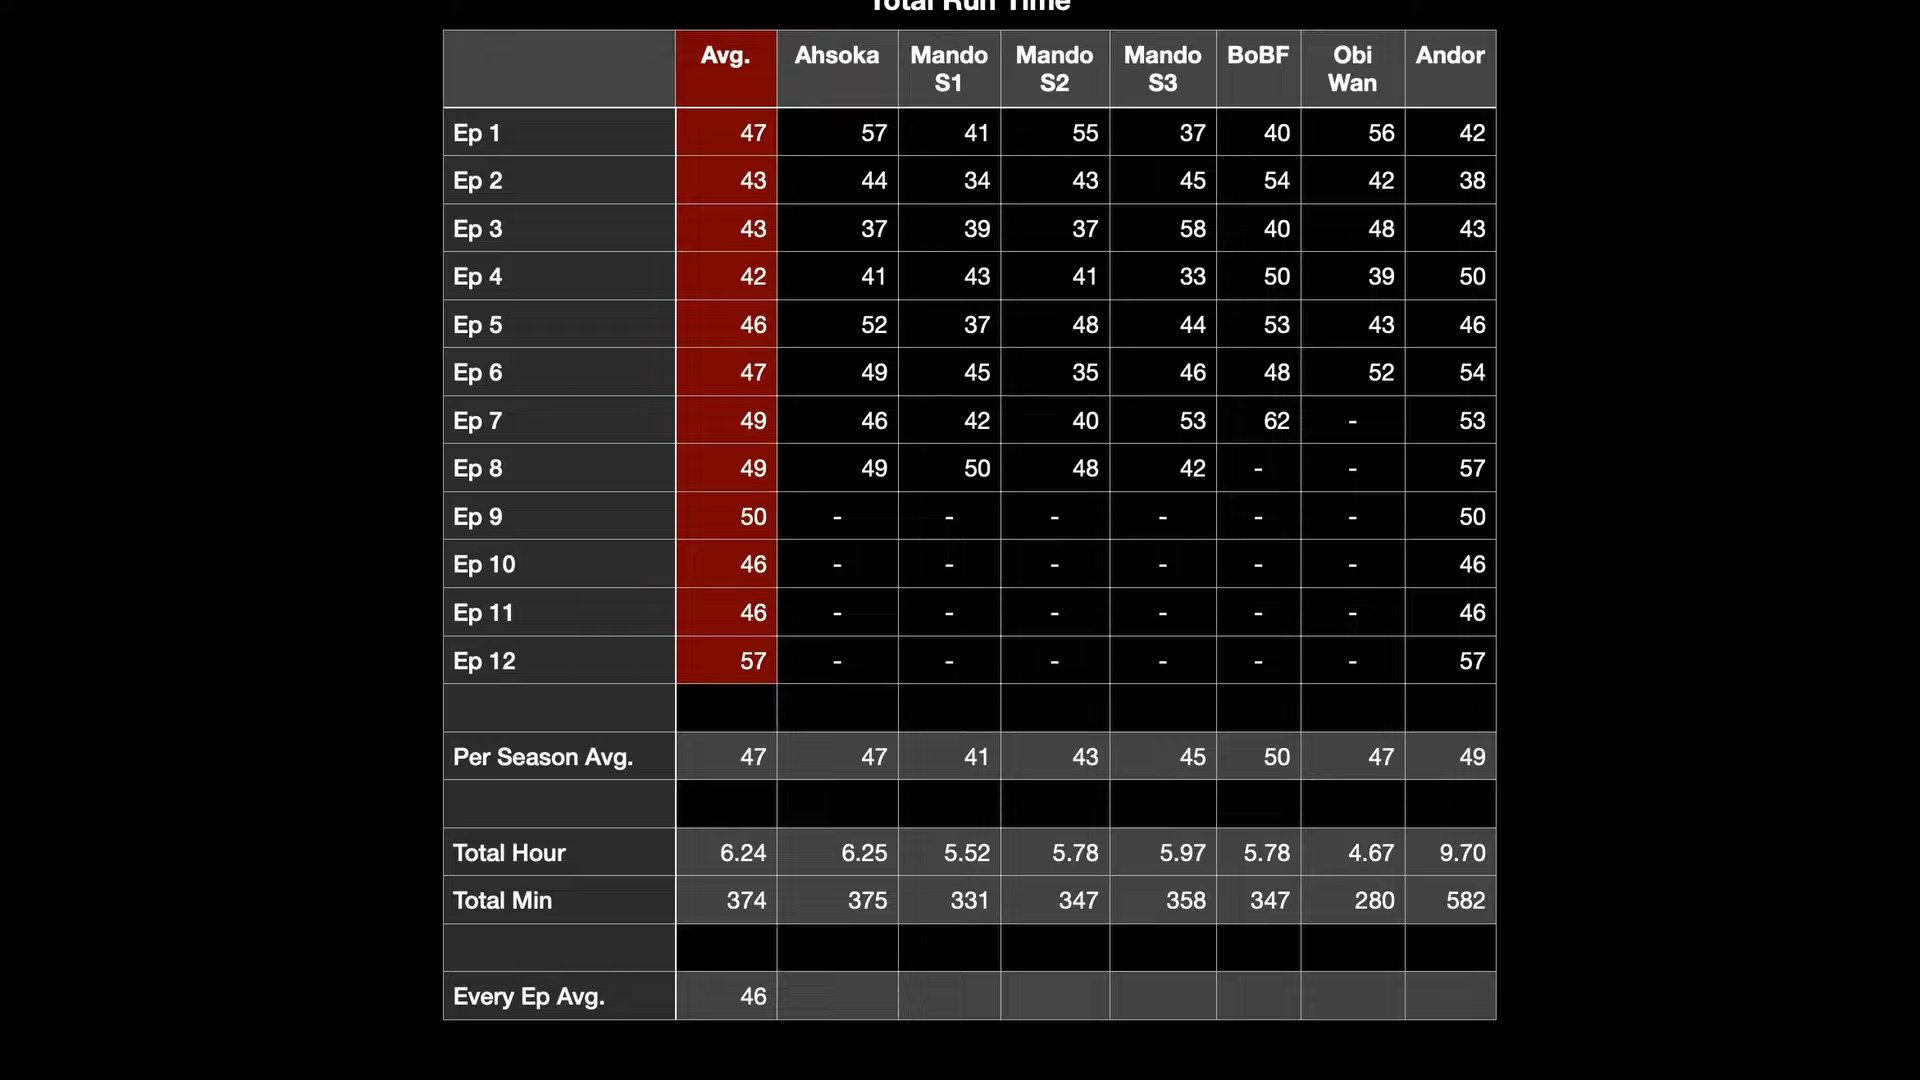 Total Run Time
Avg. Ahsoka Mando S1 Mando S2 Mando S3 BoBF Obi Wan Andor
Ep 1 47 57 41 55 37 40 56 42
Ep 2 43 44 34 43 45 54 42 38
Ep 3 43 37 39 37 58 40 48 43
Ep 4 42 41 43 41 33 50 39 50
Ep 5 46 52 37 48 44 53 43 46
Ep 6 47 49 45 35 46 48 52 54
Ep 7 49 46 42 40 53 62 - 53
Ep 8 49 49 50 48 42 - - 57
Ep 9 50 - - - - - - 50
Ep 10 46 - - - - - - 46
Ep 11 46 - - - - - - 46
Ep 12 57 - - - - - - 57
Per Season Avg. 47 47 41 43 45 50 47 49
Total Hour 6.24 6.25 5.52 5.78 5.97 5.78 4.67 9.70
Total Min 374 375 331 347 358 347 280 582
Every Ep Avg. 46